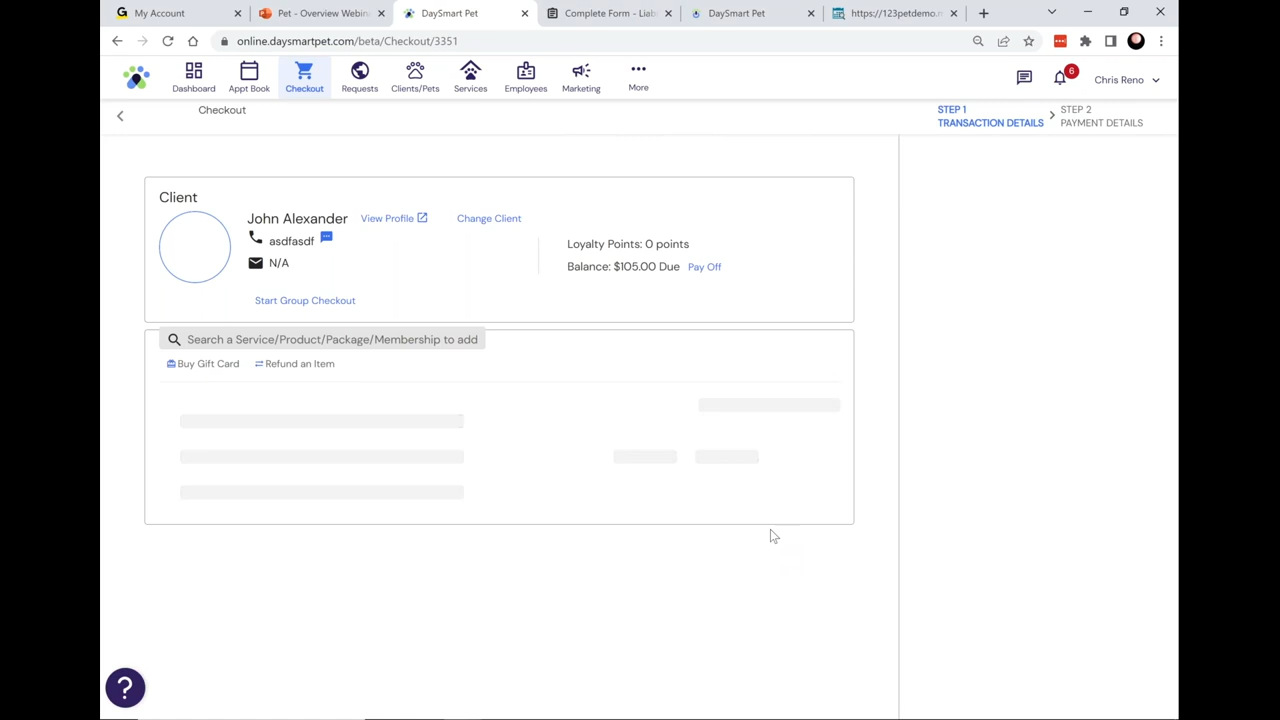 My Account
Pet - Overview Webin
DaySmart Pet
Complete Form - Liab
DaySmart Pet
https://123petdemo.m
online.daysmartpet.com/beta/Checkout/3351
Dashboard
Appt Book
Checkout
Requests
Clients/Pets
Services
Employees
Marketing
More
6
Chris Reno
Checkout
STEP 1
TRANSACTION DETAILS
STEP 2
PAYMENT DETAILS
Client
John Alexander
View Profile
Change Client
asdfasdf
N/A
Loyalty Points: 0 points
Balance: $105.00 Due Pay Off
Start Group Checkout
Search a Service/Product/Package/Membership to add
Buy Gift Card
Refund an Item
?